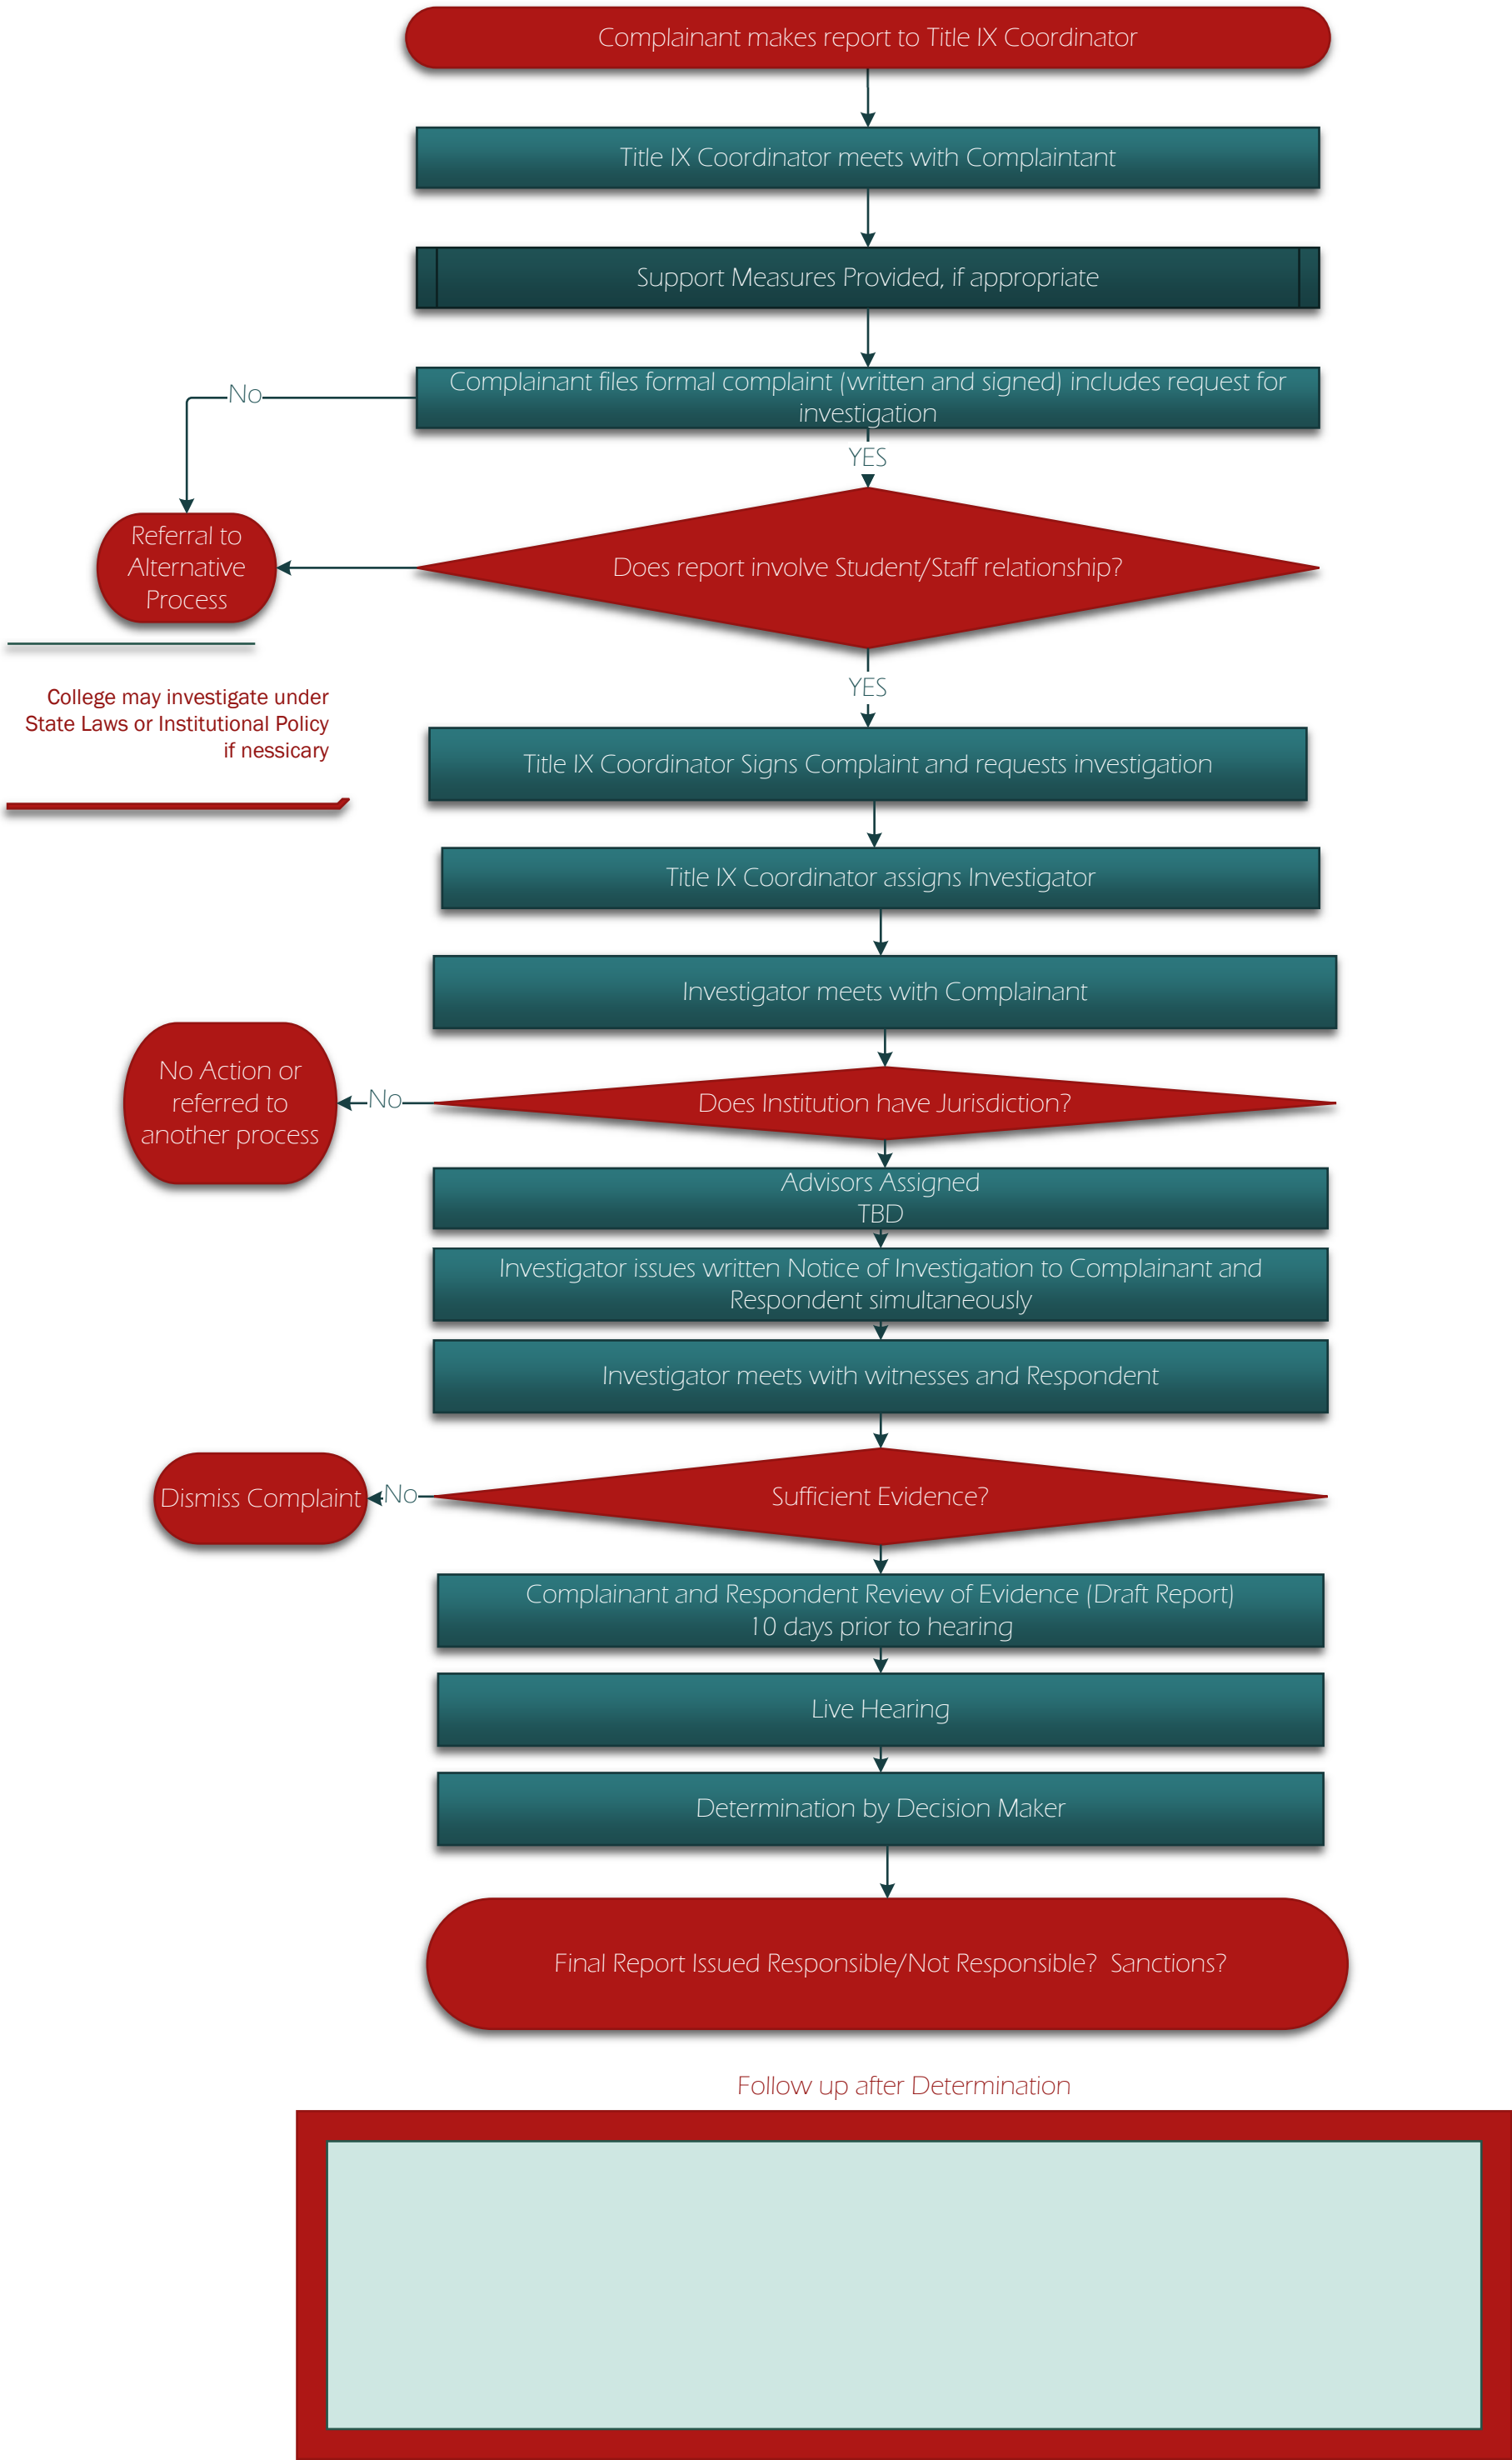 Complainant makes report to Title IX Coordinator
Title IX Coordinator meets with Complaintant
Support Measures Provided, if appropriate
Complainant files formal complaint (written and signed) includes request for
investigation
No
YES
Referral to
Alternative
Process
Does report involve Student/Staff relationship?
College may investigate under
State Laws or Institutional Policy
if nessicary
YES
Title IX Coordinator Signs Complaint and requests investigation
Title IX Coordinator assigns Investigator
Investigator meets with Complainant
No Action or
referred to
another process
No
Does Institution have Jurisdiction?
Advisors Assigned
TBD
Investigator issues written Notice of Investigation to Complainant and
Respondent simultaneously
Investigator meets with witnesses and Respondent
Dismiss Complaint
No
Sufficient Evidence?
Complainant and Respondent Review of Evidence (Draft Report)
10 days prior to hearing
Live Hearing
Determination by Decision Maker
Final Report Issued Responsible/Not Responsible?  Sanctions?
Follow up after Determination